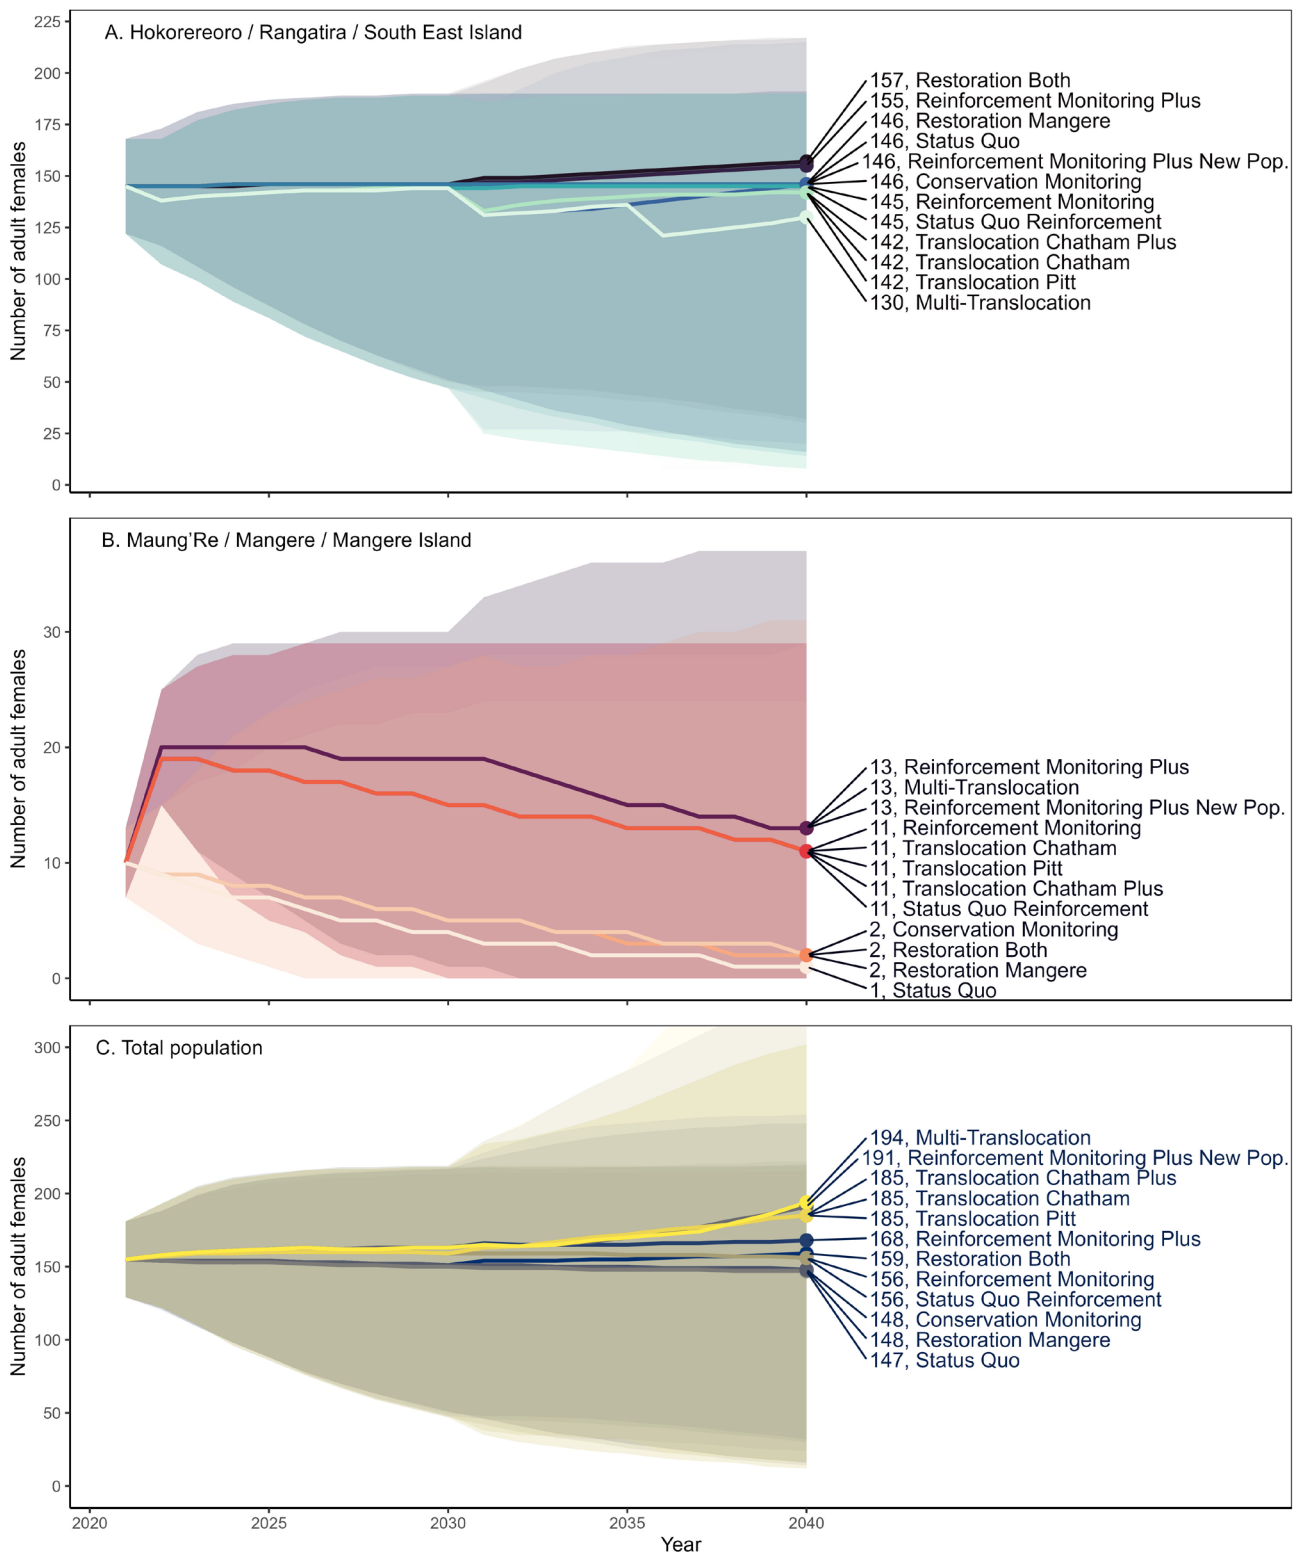 A. Hokorereoro / Rangatira / South East Island
225
200
175
150
125
100
75
50
25
0
Number of adult females
157, Restoration Both
155, Reinforcement Monitoring Plus
146, Restoration Mangere
146, Status Quo
146, Reinforcement Monitoring Plus New Pop.
146, Conservation Monitoring
145, Reinforcement Monitoring
145, Status Quo Reinforcement
142, Translocation Chatham Plus
142, Translocation Chatham
142, Translocation Pitt
130, Multi-Translocation
B. Maung'Re / Mangere / Mangere Island
30
20
10
0
Number of adult females
13, Reinforcement Monitoring Plus
13, Multi-Translocation
13, Reinforcement Monitoring Plus New Pop.
11, Reinforcement Monitoring
11, Translocation Chatham
11, Translocation Pitt
11, Translocation Chatham Plus
11, Status Quo Reinforcement
2, Conservation Monitoring
2, Restoration Both
2, Restoration Mangere
1, Status Quo
C. Total population
300
250
200
150
100
50
0
Number of adult females
194, Multi-Translocation
191, Reinforcement Monitoring Plus New Pop.
185, Translocation Chatham Plus
185, Translocation Chatham
185, Translocation Pitt
168, Reinforcement Monitoring Plus
159, Restoration Both
156, Reinforcement Monitoring
156, Status Quo Reinforcement
148, Conservation Monitoring
148, Restoration Mangere
147, Status Quo
2020 2025 2030 2035 2040
Year